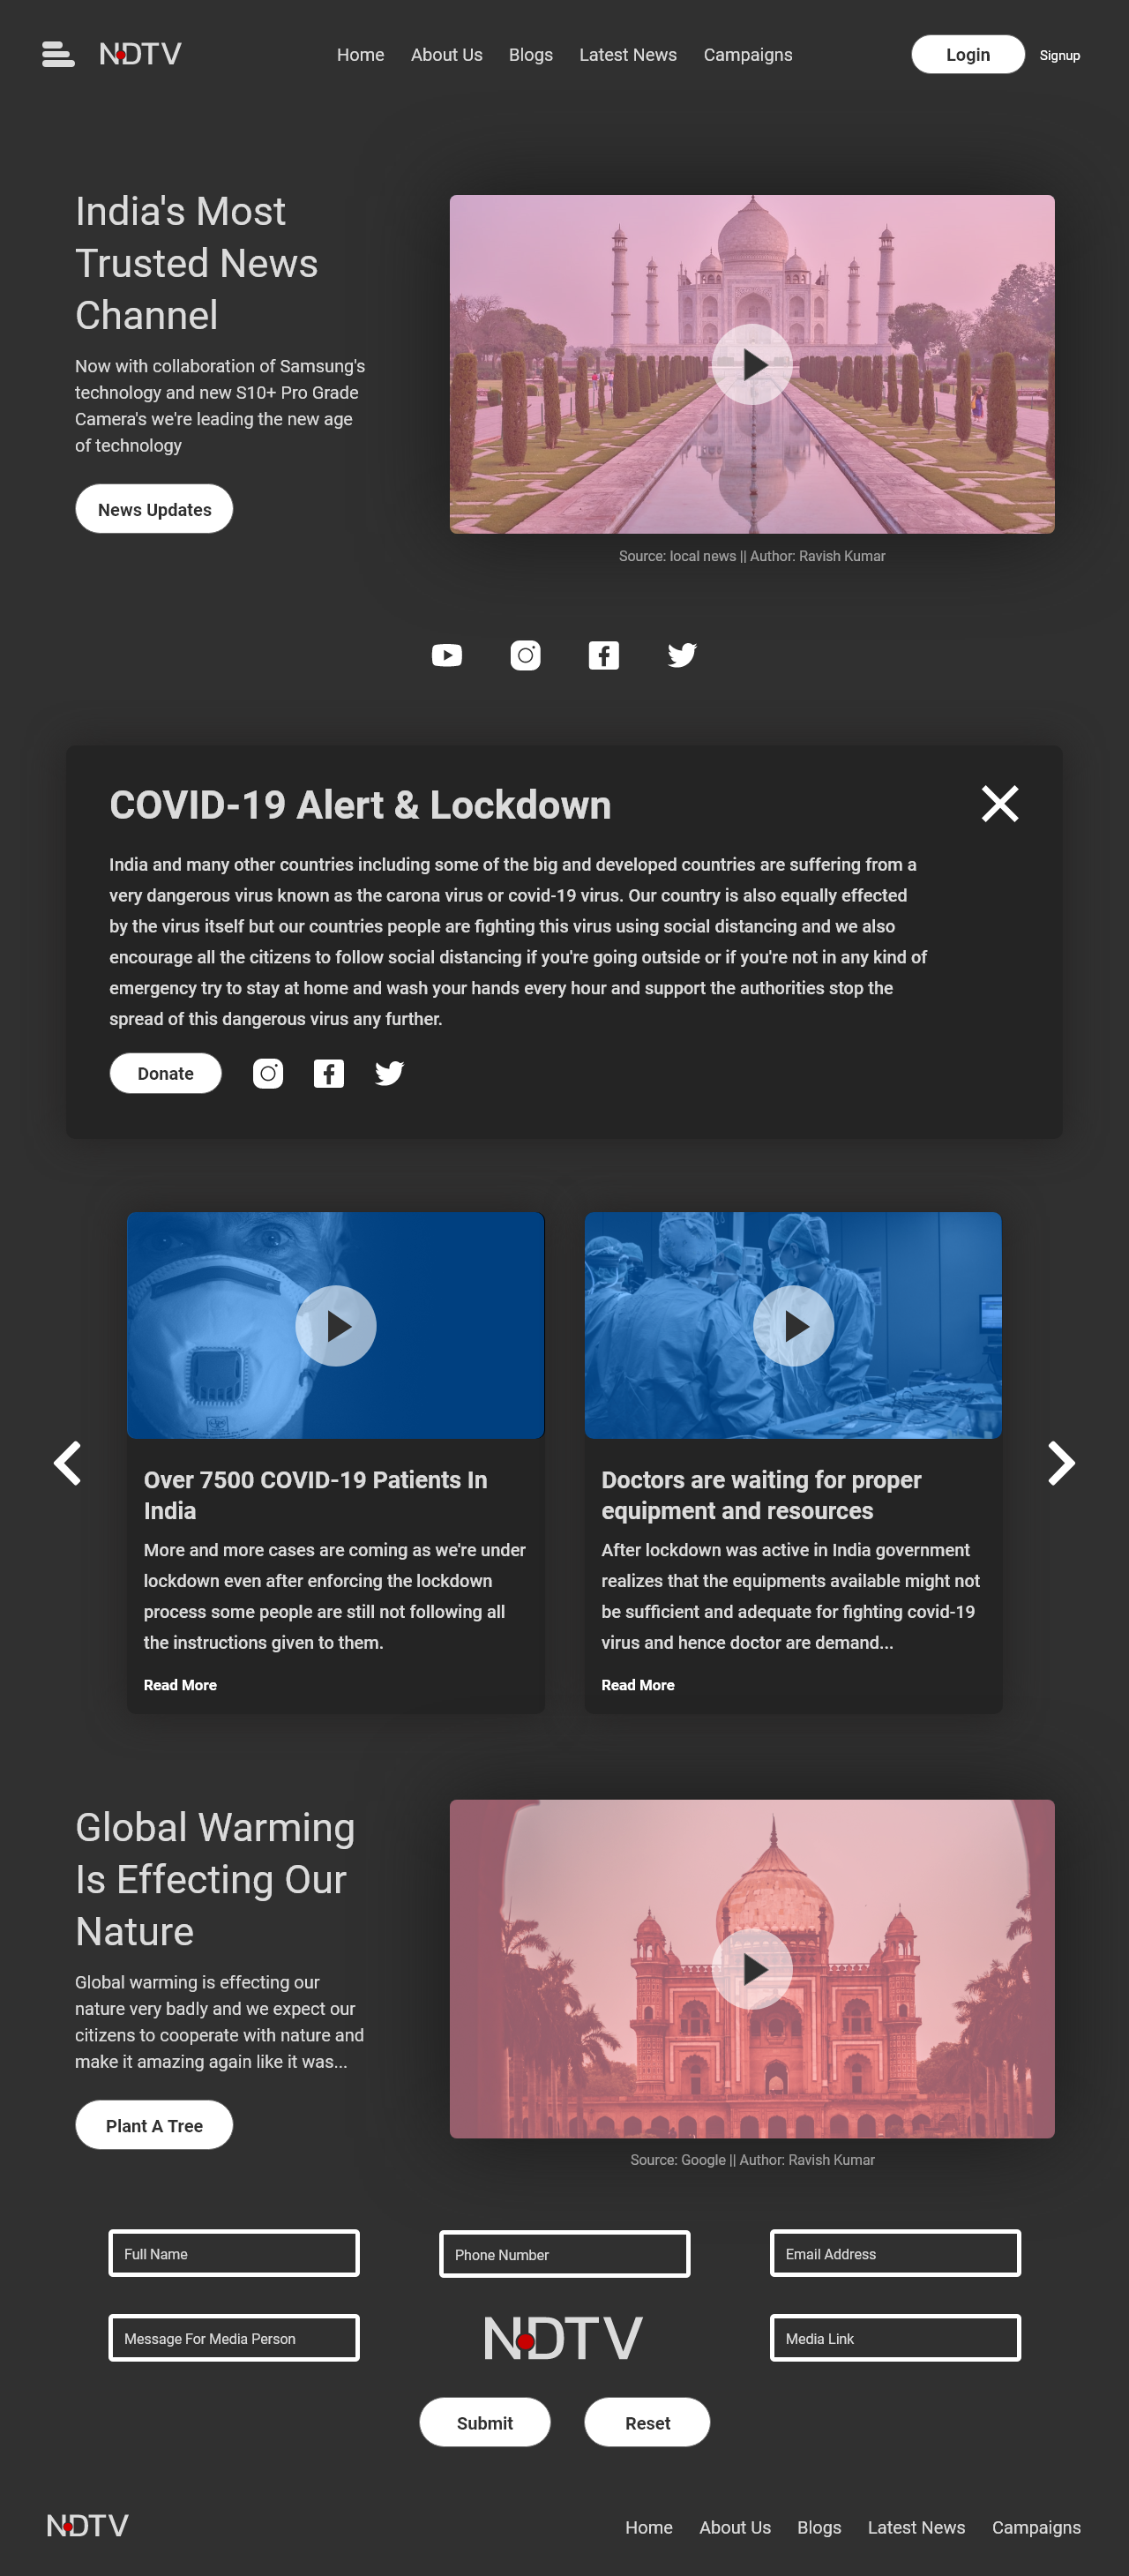 NDTV
Home About Us Blogs Latest News Campaigns
Login Signup
India's Most
Trusted News
Channel
Now with collaboration of Samsung's
technology and new S10+ Pro Grade
Camera's we're leading the new age
of technology
News Updates
Source: local news || Author: Ravish Kumar
COVID-19 Alert & Lockdown
India and many other countries including some of the big and developed countries are suffering from a
very dangerous virus known as the carona virus or covid-19 virus. Our country is also equally effected
by the virus itself but our countries people are fighting this virus using social distancing and we also
encourage all the citizens to follow social distancing if you're going outside or if you're not in any kind of
emergency try to stay at home and wash your hands every hour and support the authorities stop the
spread of this dangerous virus any further.
Donate
Over 7500 COVID-19 Patients In
India
More and more cases are coming as we're under
lockdown even after enforcing the lockdown
process some people are still not following all
the instructions given to them.
Read More
Doctors are waiting for proper
equipment and resources
After lockdown was active in India government
realizes that the equipments available might not
be sufficient and adequate for fighting covid-19
virus and hence doctor are demand...
Read More
Global Warming
Is Effecting Our
Nature
Global warming is effecting our
nature very badly and we expect our
citizens to cooperate with nature and
make it amazing again like it was...
Plant A Tree
Source: Google || Author: Ravish Kumar
Full Name
Phone Number
Email Address
Message For Media Person
NDTV
Media Link
Submit
Reset
NDTV
Home About Us Blogs Latest News Campaigns